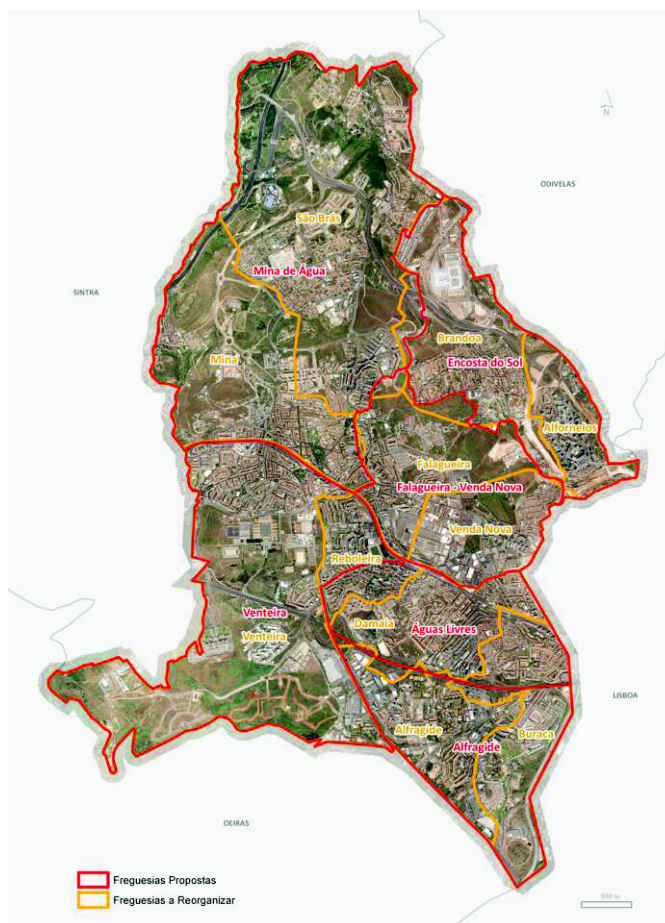 N
ODIVELAS
São Brás
Mina de Água
SINTRA
Brandoa
Mina
Encosta do Sol
Alfornelos
Falagueira
Falagueira - Venda Nova
Venda Nova
Reboleira
Venteira
Damaia
Águas Livres
Venteira
LISBOA
Alfragide
Buraca
Alfragide
OEIRAS
Freguesias Propostas
Freguesias a Reorganizar
500 m